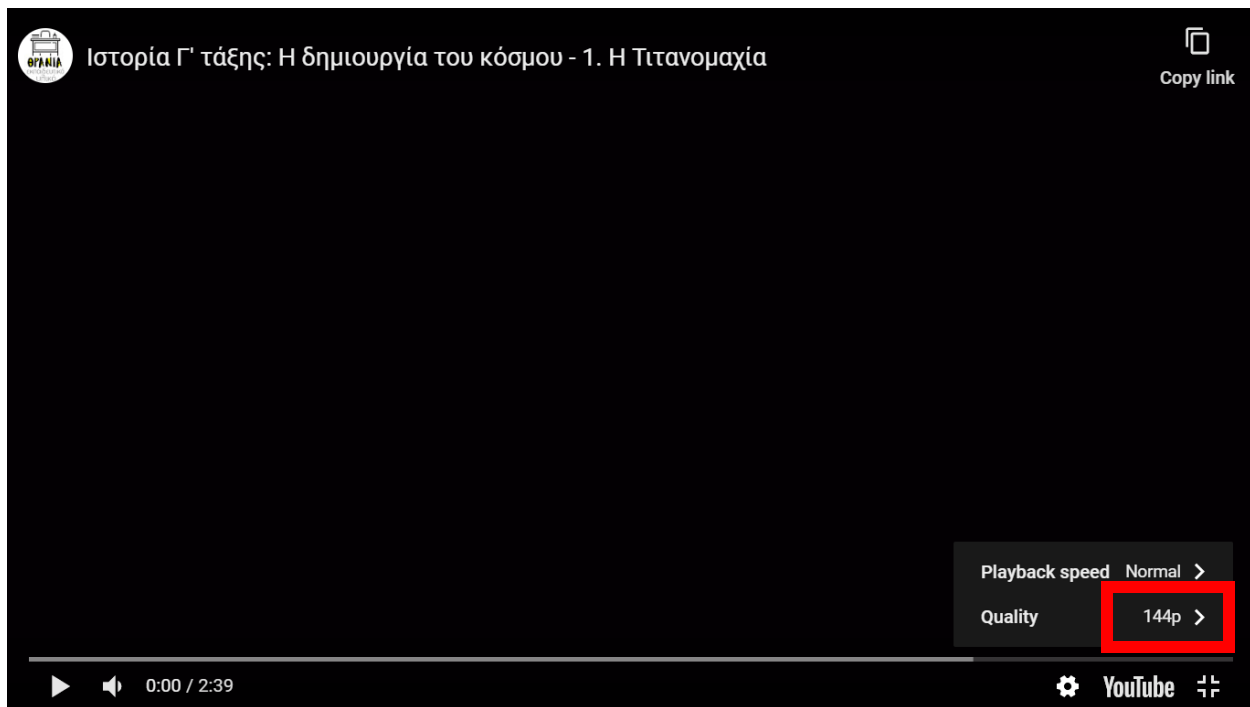 ΘΡΑΝΙΑ
Ιστορία Γ' τάξης: Η δημιουργία του κόσμου - 1. Η Τιτανομαχία
Copy link
Playback speed Normal
Quality 144p
0:00 / 2:39
YouTube